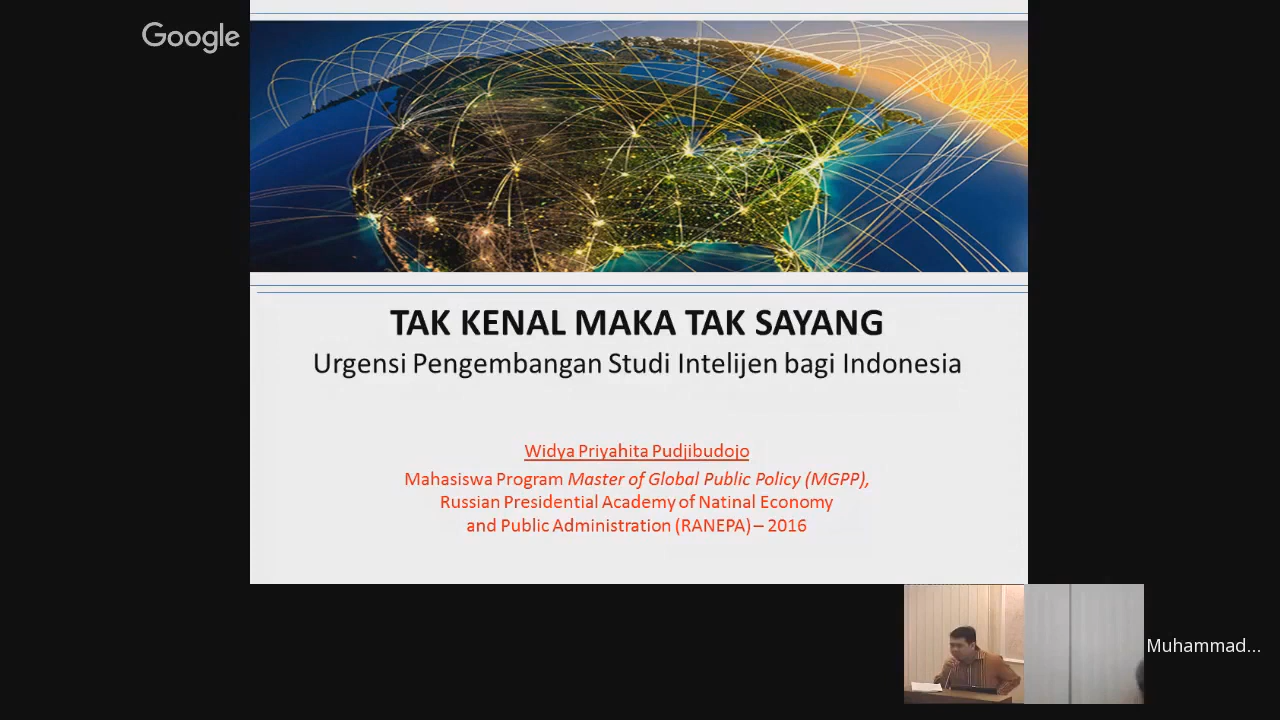 Google
TAK KENAL MAKA TAK SAYANG
Urgensi Pengembangan Studi Intelijen bagi Indonesia
Widya Priyahita Pudjibudojo
Mahasiswa Program Master of Global Public Policy (MGPP),
Russian Presidential Academy of Natinal Economy
and Public Administration (RANEPA) – 2016
Muhammad...